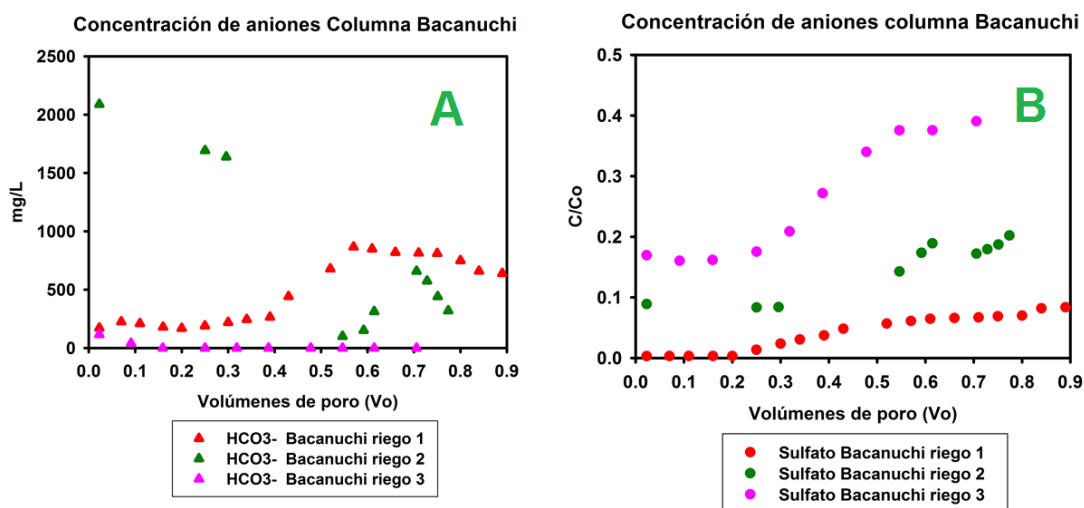 Concentración de aniones Columna Bacanuchi
2500
2000
1500
1000
500
0
mg/L
A
0.0 0.1 0.2 0.3 0.4 0.5 0.6 0.7 0.8 0.9
Volúmenes de poro (Vo)
HCO3- Bacanuchi riego 1
HCO3- Bacanuchi riego 2
HCO3- Bacanuchi riego 3
Concentración de aniones columna Bacanuchi
0.5
0.4
0.3
0.2
0.1
0.0
C/Co
B
0.0 0.1 0.2 0.3 0.4 0.5 0.6 0.7 0.8 0.9
Volúmenes de poro (Vo)
Sulfato Bacanuchi riego 1
Sulfato Bacanuchi riego 2
Sulfato Bacanuchi riego 3